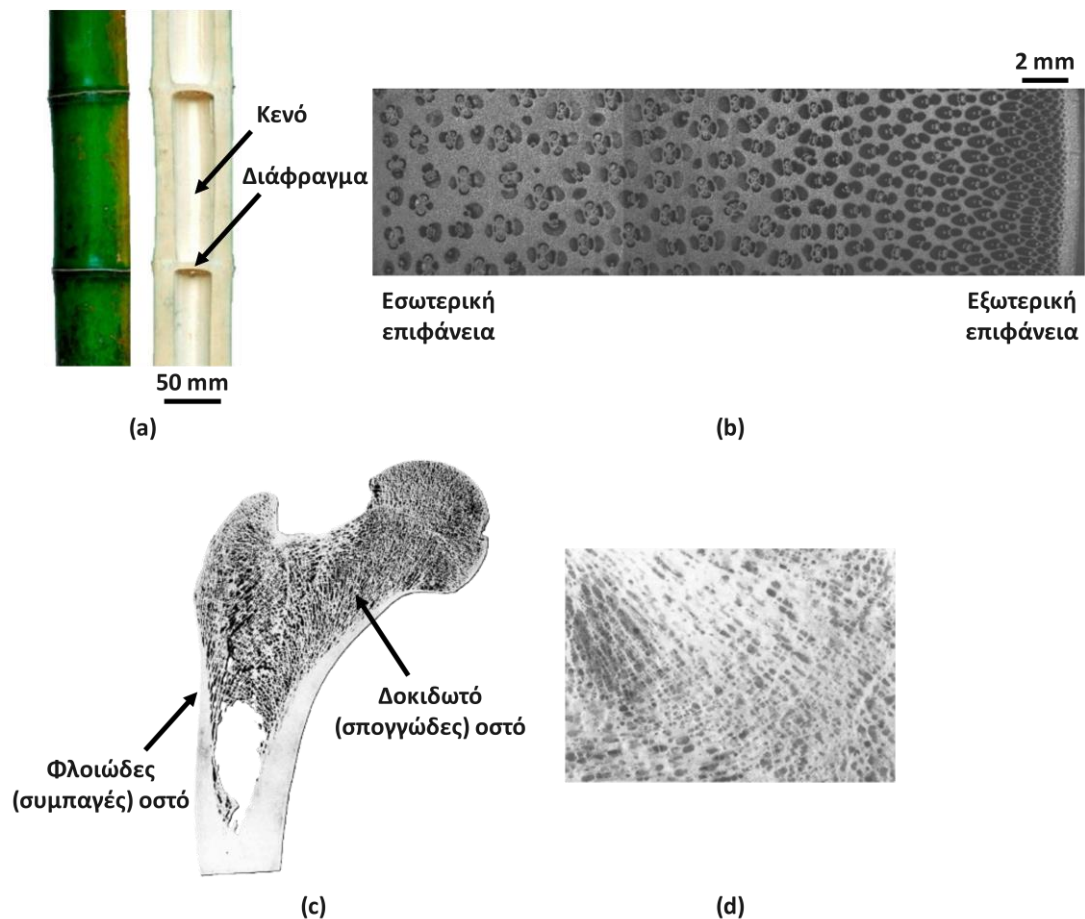 Κενό
Διάφραγμα
50 mm
(a)
2 mm
Εσωτερική
επιφάνεια
Εξωτερική
επιφάνεια
(b)
Φλοιώδες
(συμπαγές) οστό
Δοκιδωτό
(σπογγώδες) οστό
(c)
(d)